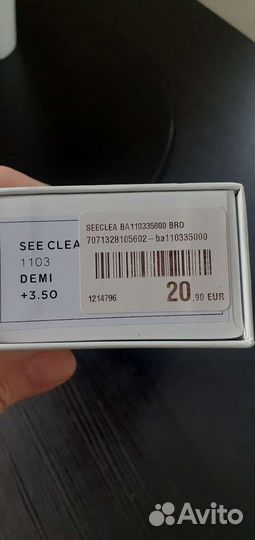 SEE CLEA
1103
DEMI
+3.50
SEECLEA BA110335000 BRO
7071328105602-ba110335000
1214796
20,90 EUR
Avito